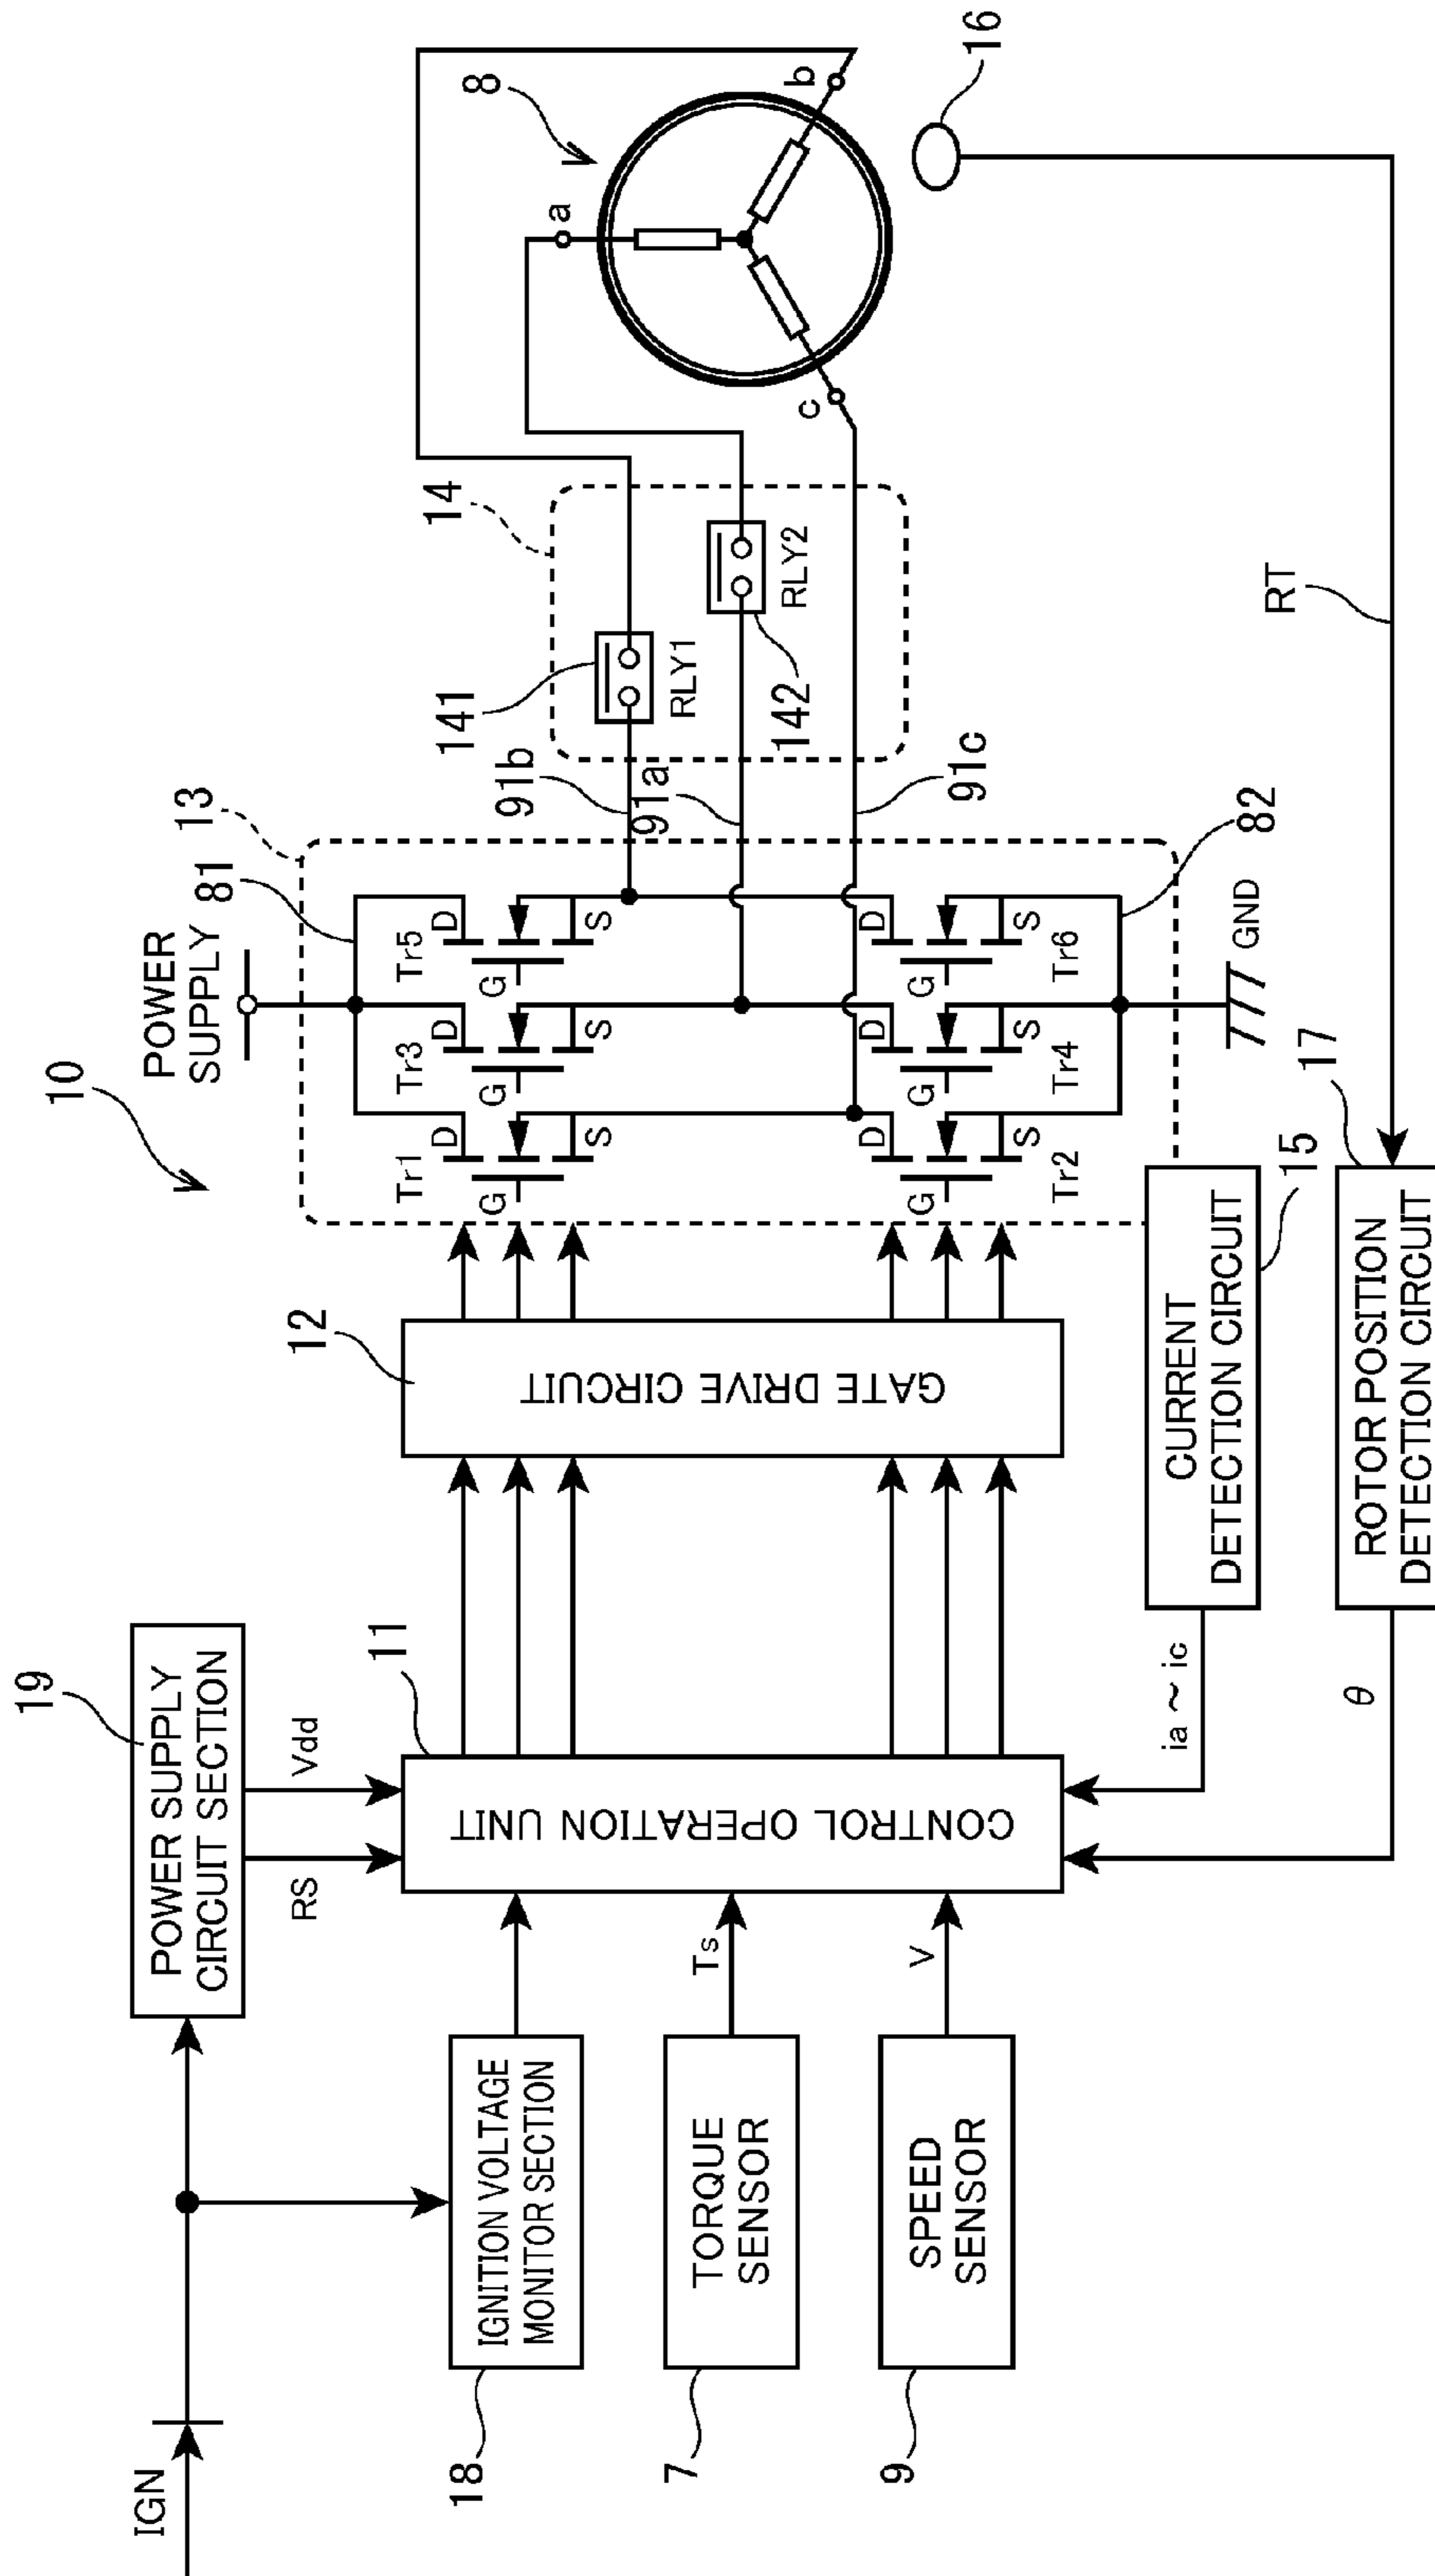 IGN
19
POWER SUPPLY
CIRCUIT SECTION
RS
Vdd
18
IGNITION VOLTAGE
MONITOR SECTION
7
TORQUE
SENSOR
Ts
9
SPEED
SENSOR
V
11
CONTROL OPERATION UNIT
12
GATE DRIVE CIRCUIT
10
POWER
SUPPLY
13
81
Tr1
D
G
S
Tr3
D
G
S
Tr5
D
G
S
Tr2
D
G
S
Tr4
D
G
S
Tr6
D
G
S
82
GND
91b
91a
91c
14
141
RLY1
142
RLY2
8
a
b
c
16
RT
15
CURRENT
DETECTION CIRCUIT
ia ~ ic
17
ROTOR POSITION
DETECTION CIRCUIT
θ